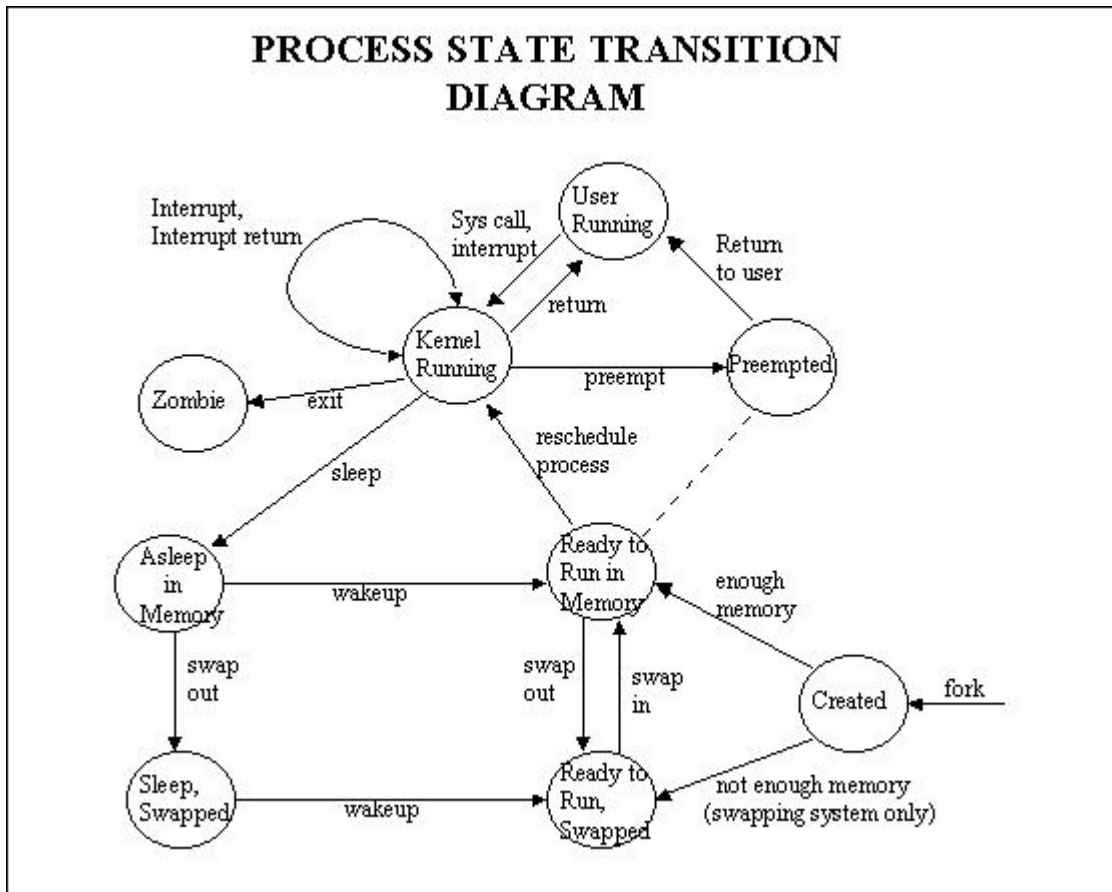 PROCESS STATE TRANSITION
DIAGRAM
User
Running
Interrupt,
Interrupt return
Sys call,
interrupt
Return
to user
return
Kernel
Running
Preempted
preempt
Zombie
exit
reschedule
process
sleep
Asleep
in
Memory
Ready to
Run in
Memory
wakeup
enough
memory
swap
out
swap
out
swap
in
Created
fork
Sleep,
Swapped
Ready to
Run,
Swapped
wakeup
not enough memory
(swapping system only)